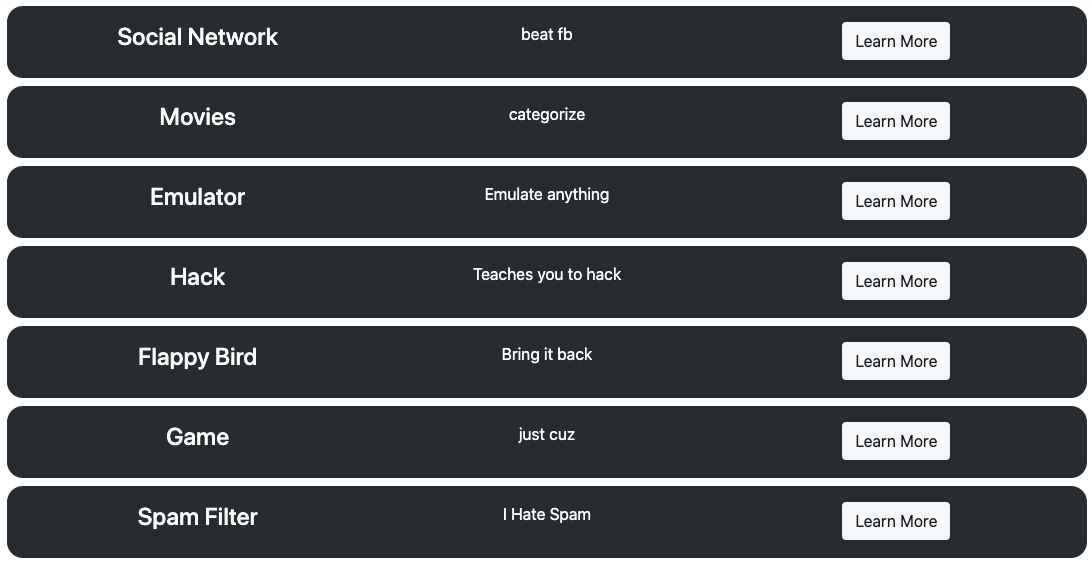 Social Network beat fb Learn More
Movies categorize Learn More
Emulator Emulate anything Learn More
Hack Teaches you to hack Learn More
Flappy Bird Bring it back Learn More
Game just cuz Learn More
Spam Filter I Hate Spam Learn More